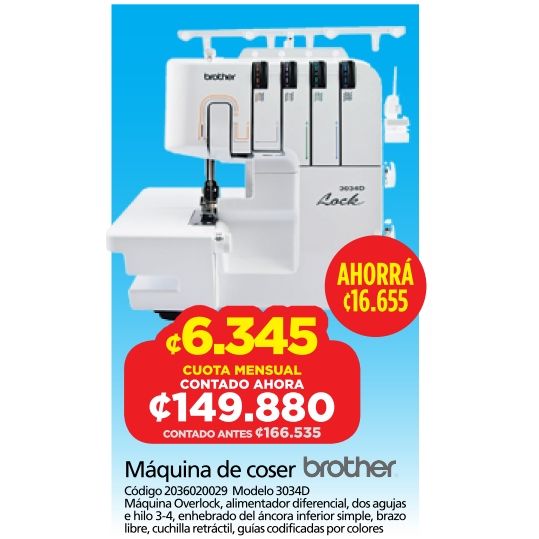 brother
3034D
Lock
AHORRÁ
¢16.655
¢6.345
CUOTA MENSUAL
CONTADO AHORA
¢149.880
CONTADO ANTES ¢166.535
Máquina de coser brother
Código 2036020029 Modelo 3034D
Máquina Overlock, alimentador diferencial, dos agujas
e hilo 3-4, enhebrado del áncora inferior simple, brazo
libre, cuchilla retráctil, guías codificadas por colores